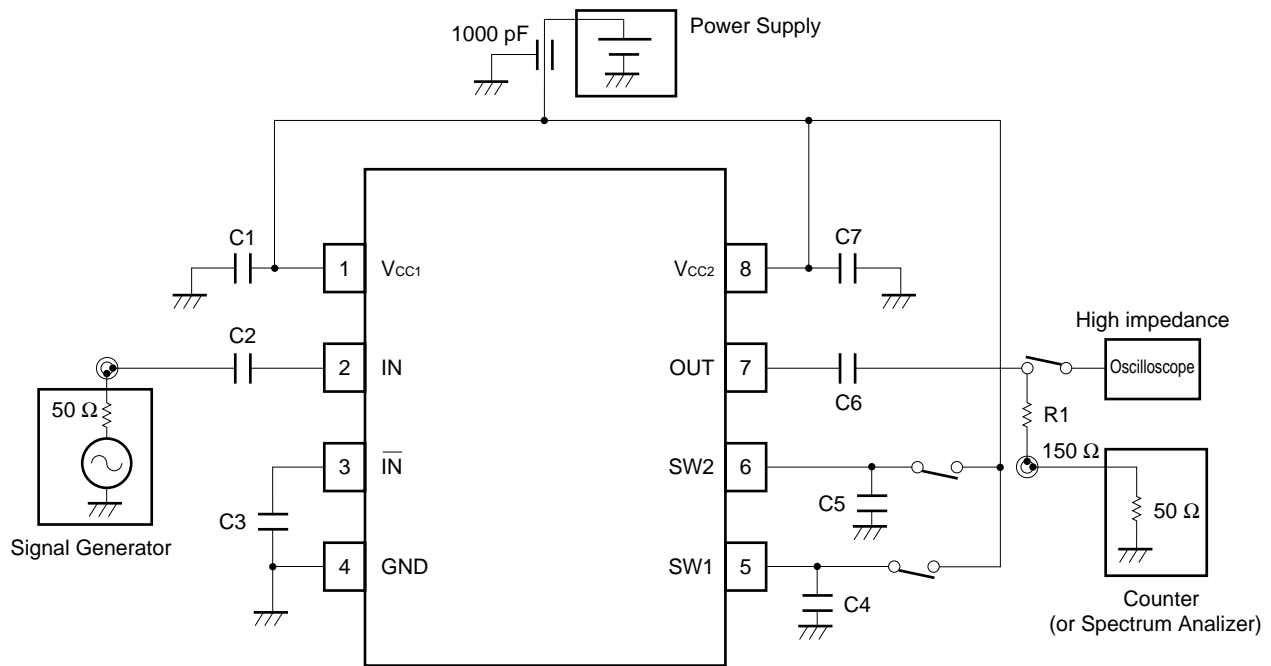 1000 pF
Power Supply
C1
1
VCC1
VCC2
8
C7
C2
2
IN
OUT
7
C6
High impedance
Oscilloscope
R1
150 Ω
50 Ω
Signal Generator
3
IN
SW2
6
C5
C3
4
GND
SW1
5
C4
50 Ω
Counter
(or Spectrum Analizer)